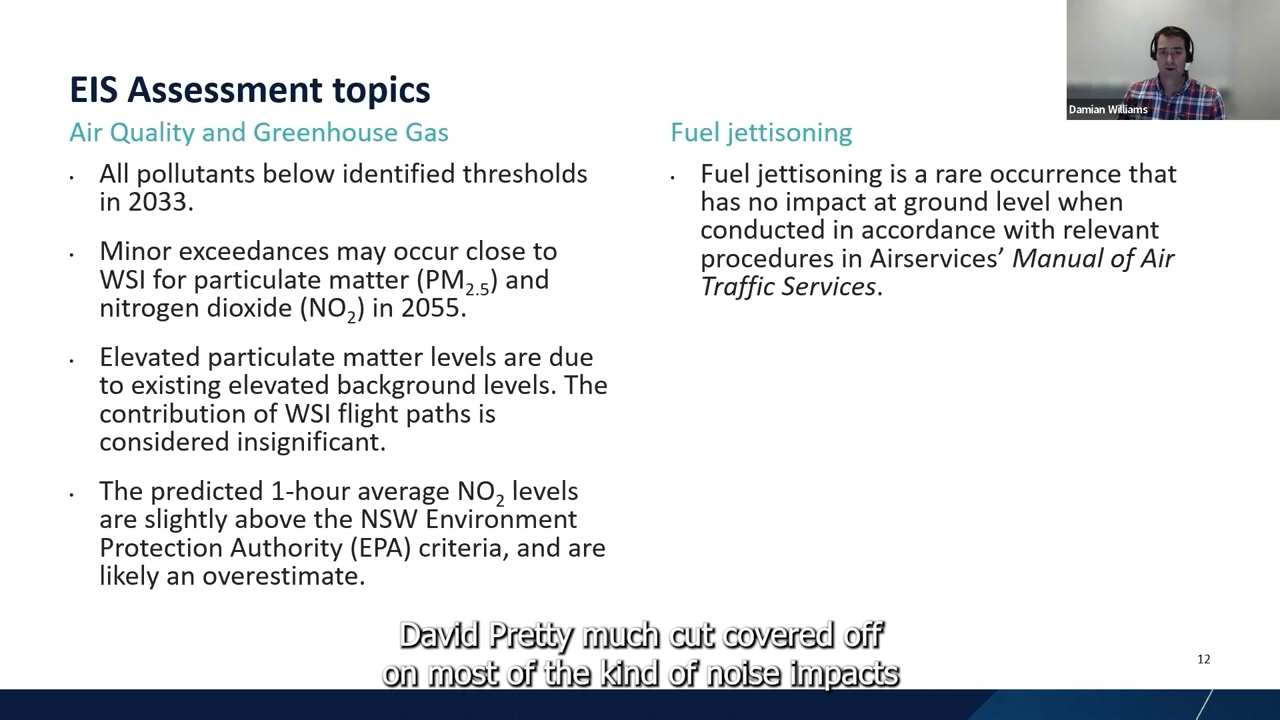 EIS Assessment topics
Air Quality and Greenhouse Gas
• All pollutants below identified thresholds
in 2033.
• Minor exceedances may occur close to
WSI for particulate matter (PM2.5) and
nitrogen dioxide (NO2) in 2055.
• Elevated particulate matter levels are due
to existing elevated background levels. The
contribution of WSI flight paths is
considered insignificant.
• The predicted 1-hour average NO2 levels
are slightly above the NSW Environment
Protection Authority (EPA) criteria, and are
likely an overestimate.
Fuel jettisoning
• Fuel jettisoning is a rare occurrence that
has no impact at ground level when
conducted in accordance with relevant
procedures in Airservices’ Manual of Air
Traffic Services.
Damian Williams
David Pretty much cut covered off
on most of the kind of noise impacts
12